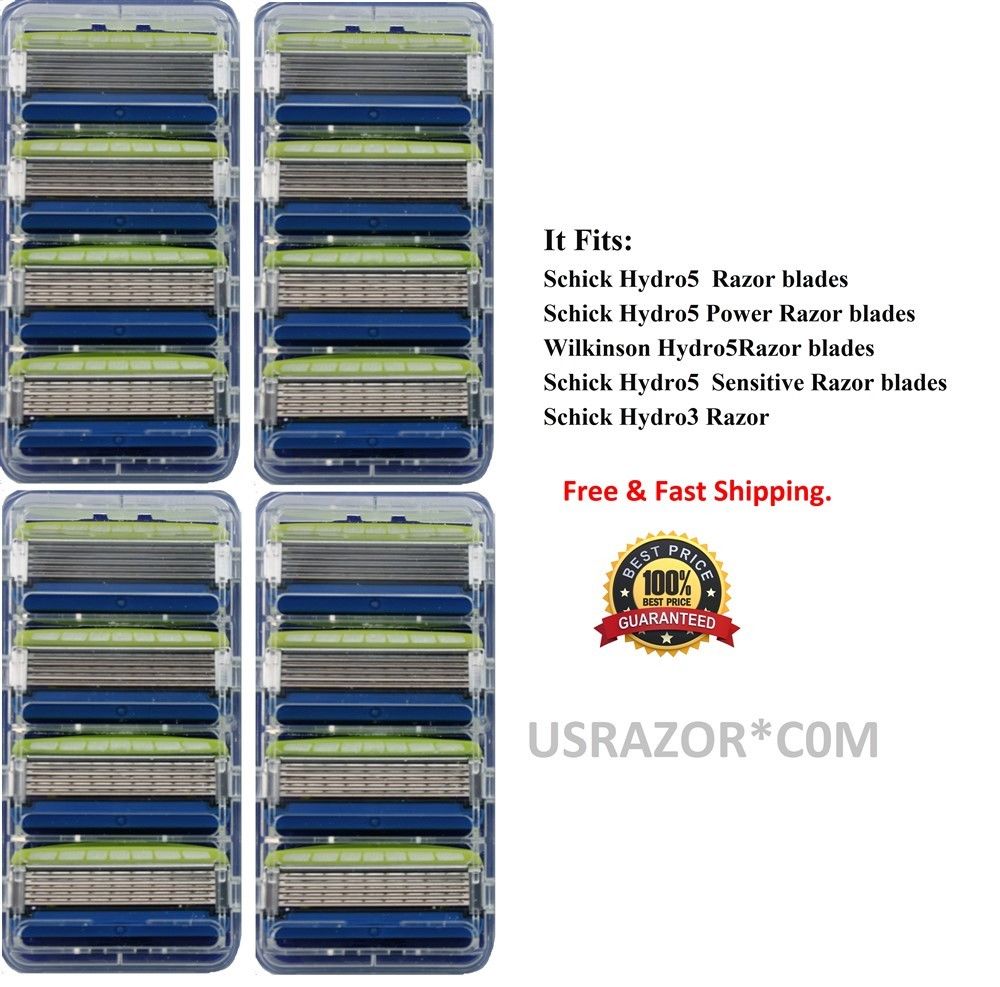 It Fits:
Schick Hydro5  Razor blades
Schick Hydro5 Power Razor blades
Wilkinson Hydro5Razor blades
Schick Hydro5  Sensitive Razor blades
Schick Hydro3 Razor
Free & Fast Shipping.
BEST PRICE
100%
BEST PRICE
GUARANTEED
USRAZOR*C0M